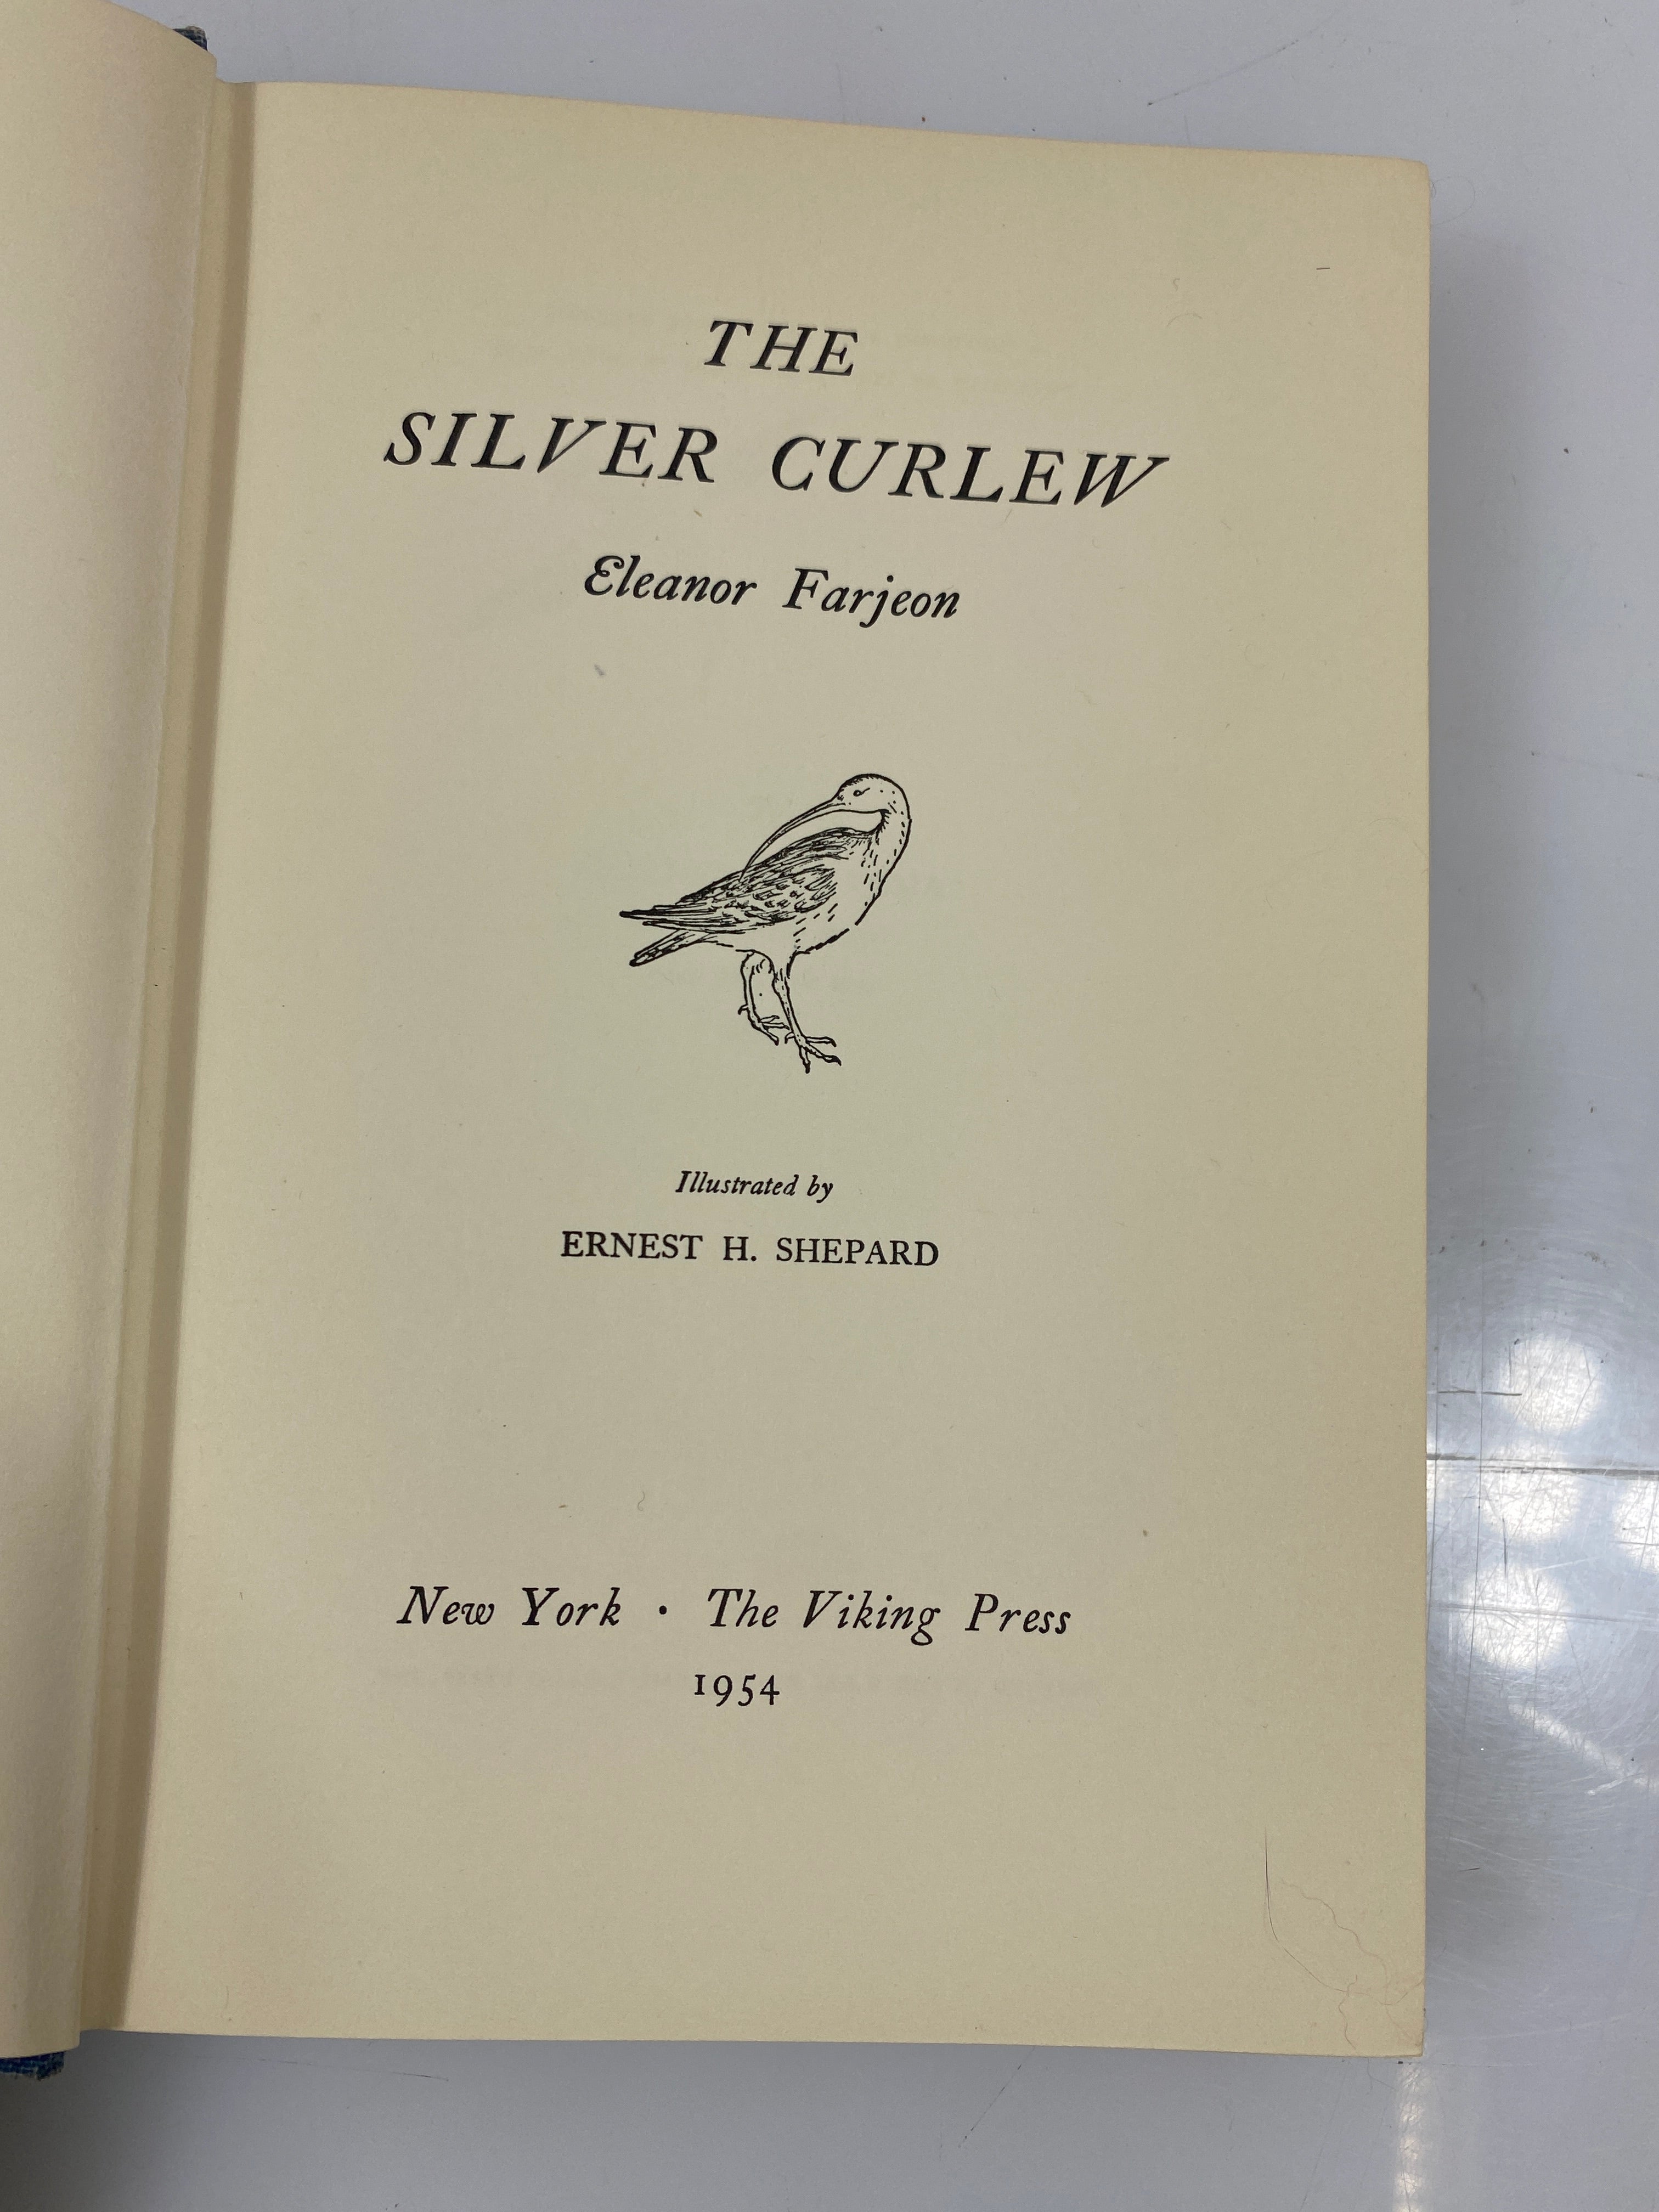 THE
SILVER CURLEW
Eleanor Farjeon
Illustrated by
ERNEST H. SHEPARD
New York · The Viking Press
1954